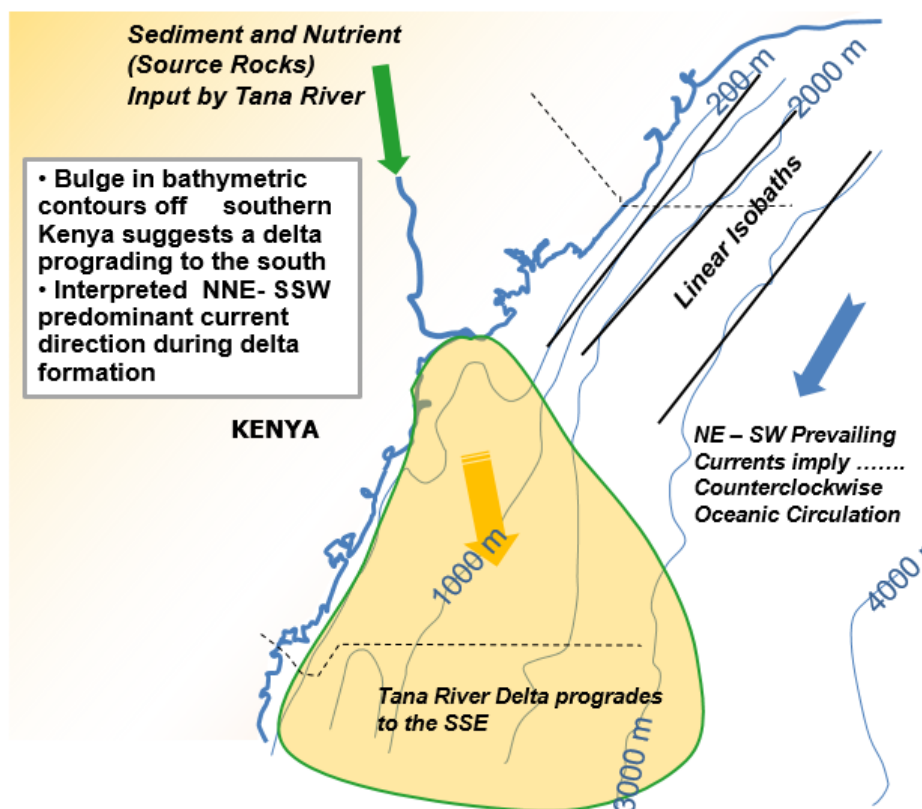 Sediment and Nutrient
(Source Rocks)
Input by Tana River
• Bulge in bathymetric
contours off southern
Kenya suggests a delta
prograding to the south
• Interpreted NNE- SSW
predominant current
direction during delta
formation
KENYA
200 m
2000 m
Linear Isobaths
NE – SW Prevailing
Currents imply …….
Counterclockwise
Oceanic Circulation
1000 m
4000 m
Tana River Delta progrades
to the SSE
3000 m